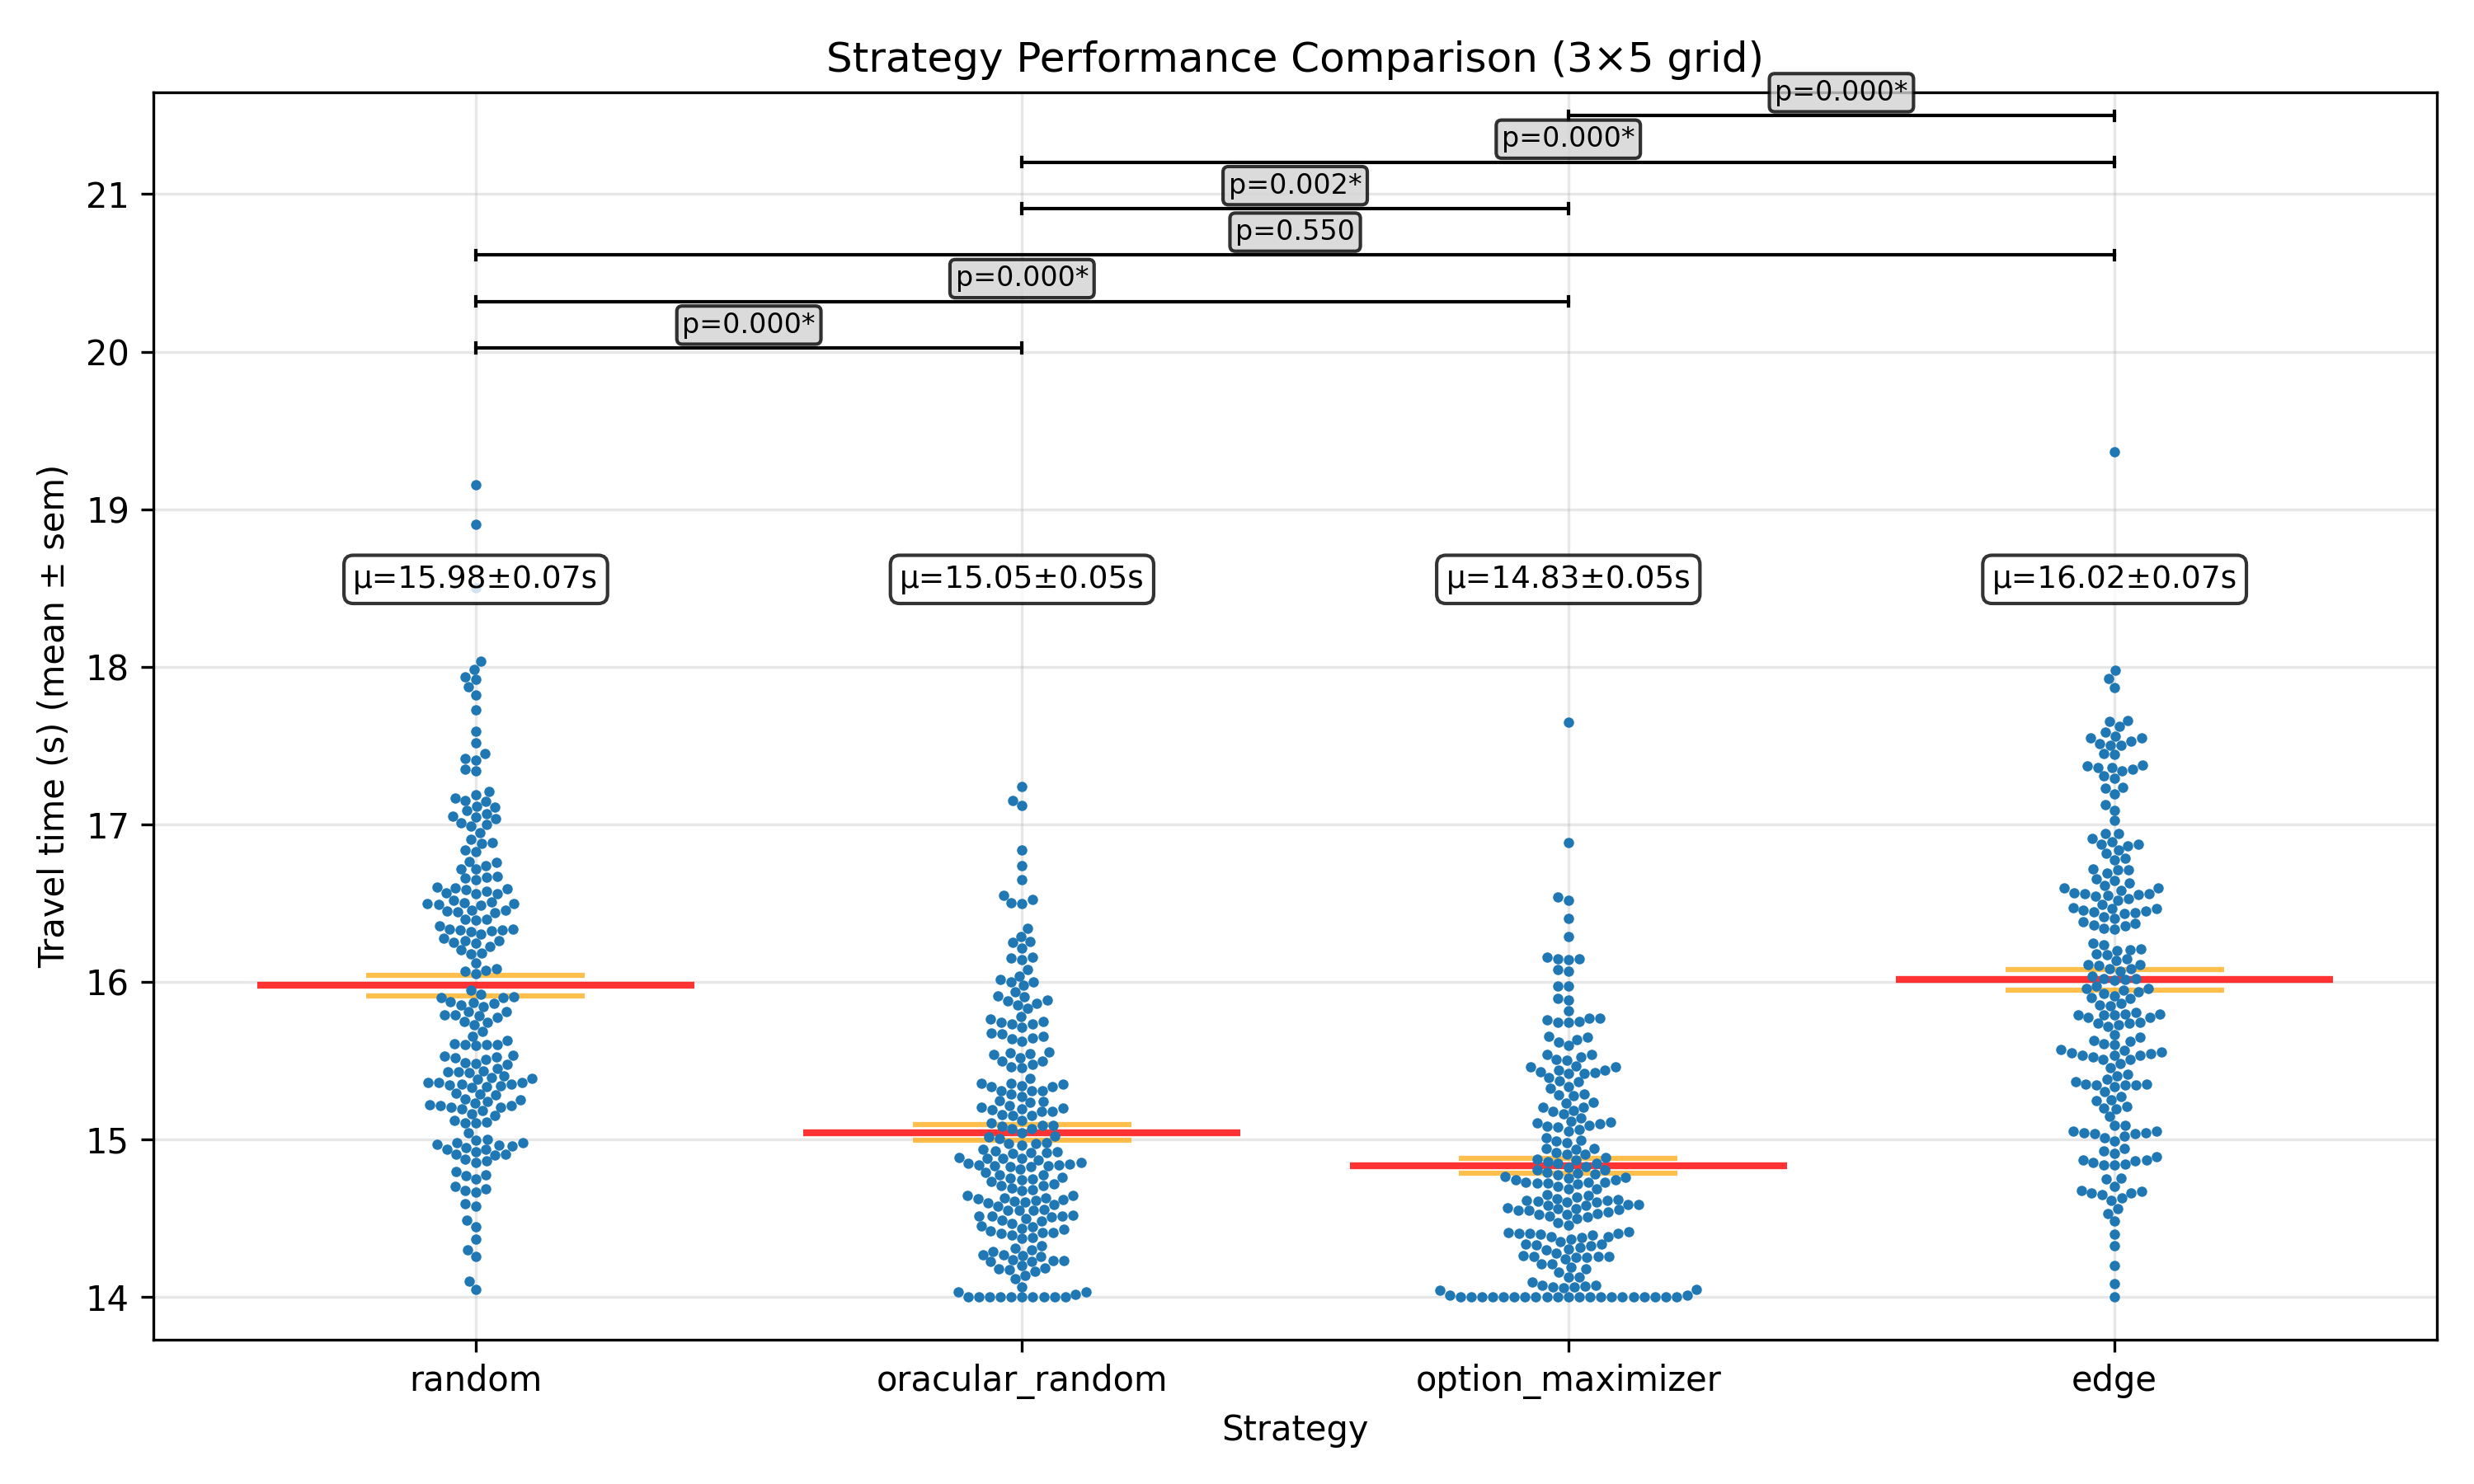 Strategy Performance Comparison (3×5 grid)
p=0.000*
p=0.000*
p=0.002*
p=0.550
p=0.000*
p=0.000*
21
20
19
18
17
16
15
14
Travel time (s) (mean ± sem)
μ=15.98±0.07s
μ=15.05±0.05s
μ=14.83±0.05s
μ=16.02±0.07s
random
oracular_random
option_maximizer
edge
Strategy